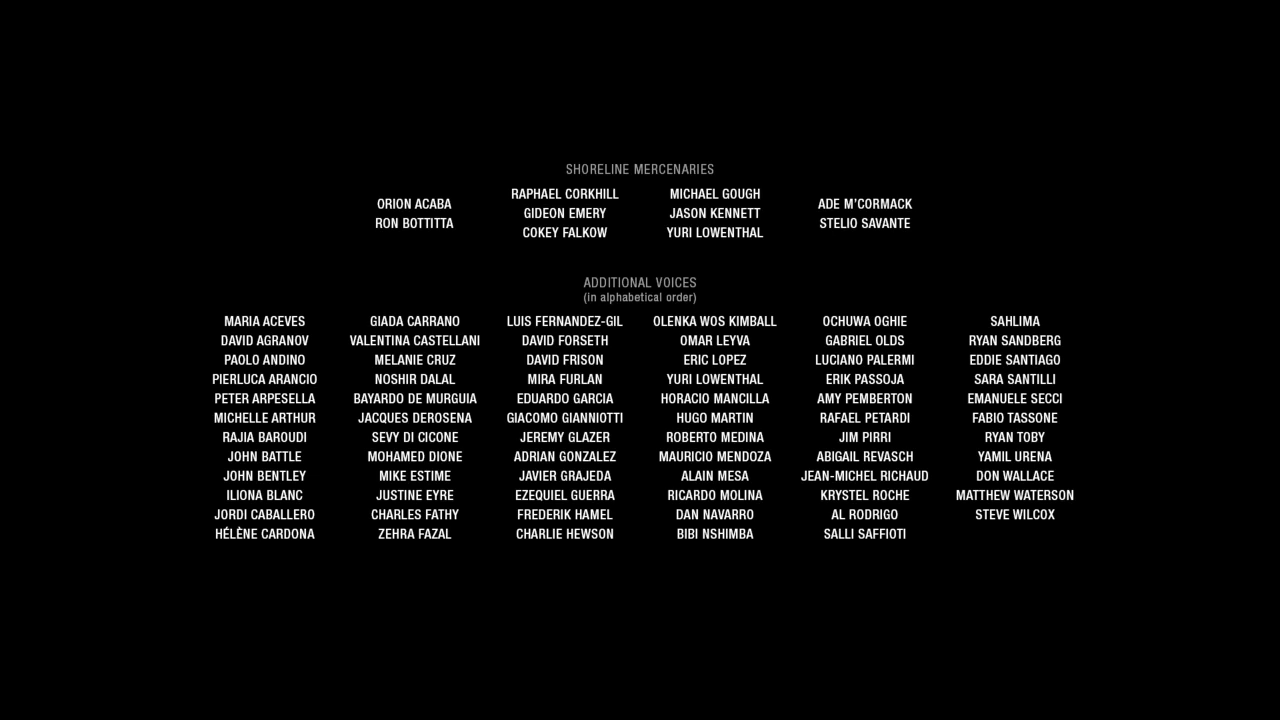 SHORELINE MERCENARIES
ORION ACABA
RON BOTTITTA
RAPHAEL CORKHILL
GIDEON EMERY
COKEY FALKOW
MICHAEL GOUGH
JASON KENNETT
YURI LOWENTHAL
ADE M'CORMACK
STELIO SAVANTE
ADDITIONAL VOICES
(in alphabetical order)
MARIA ACEVES
DAVID AGRANOV
PAOLO ANDINO
PIERLUCA ARANCIO
PETER ARPESELLA
MICHELLE ARTHUR
RAJIA BAROUDI
JOHN BATTLE
JOHN BENTLEY
ILIONA BLANC
JORDI CABALLERO
HÉLÈNE CARDONA
GIADA CARRANO
VALENTINA CASTELLANI
MELANIE CRUZ
NOSHIR DALAL
BAYARDO DE MURGUIA
JACQUES DEROSENA
SEVY DI CICONE
MOHAMED DIONE
MIKE ESTIME
JUSTINE EYRE
CHARLES FATHY
ZEHRA FAZAL
LUIS FERNANDEZ-GIL
DAVID FORSETH
DAVID FRISON
MIRA FURLAN
EDUARDO GARCIA
GIACOMO GIANNIOTTI
JEREMY GLAZER
ADRIAN GONZALEZ
JAVIER GRAJEDA
EZEQUIEL GUERRA
FREDERIK HAMEL
CHARLIE HEWSON
OLENKA WOS KIMBALL
OMAR LEYVA
ERIC LOPEZ
YURI LOWENTHAL
HORACIO MANCILLA
HUGO MARTIN
ROBERTO MEDINA
MAURICIO MENDOZA
ALAIN MESA
RICARDO MOLINA
DAN NAVARRO
BIBI NSHIMBA
OCHUWA OGHIE
GABRIEL OLDS
LUCIANO PALERMI
ERIK PASSOJA
AMY PEMBERTON
RAFAEL PETARDI
JIM PIRRI
ABIGAIL REVASCH
JEAN-MICHEL RICHAUD
KRYSTEL ROCHE
AL RODRIGO
SALLI SAFFIOTI
SAHLIMA
RYAN SANDBERG
EDDIE SANTIAGO
SARA SANTILLI
EMANUELE SECCI
FABIO TASSONE
RYAN TOBY
YAMIL URENA
DON WALLACE
MATTHEW WATERSON
STEVE WILCOX